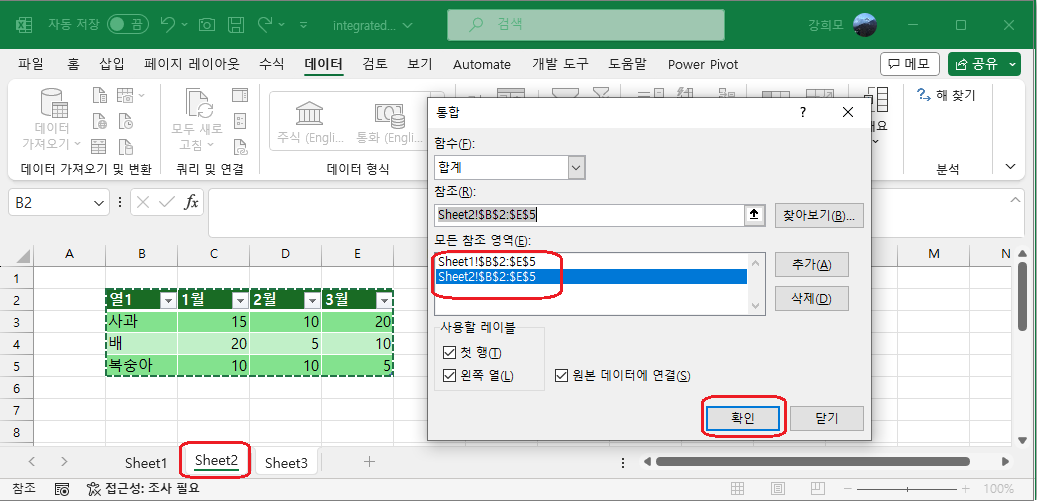 자동 저장 끔 integrated... 검색 강희모
파일 홈 삽입 페이지 레이아웃 수식 데이터 검토 보기 Automate 개발 도구 도움말 Power Pivot 메모 공유
데이터 가져오기
모두 새로 고침
주식 (Engli...
통화 (Engli...
해 찾기
데이터 가져오기 및 변환 쿼리 및 연결 데이터 형식 분석
B2 fx
통합 ?
함수(F):
합계
참조(R):
Sheet2!$B$2:$E$5 찾아보기(B)...
모든 참조 영역(E):
Sheet1!$B$2:$E$5 추가(A)
Sheet2!$B$2:$E$5
삭제(D)
사용할 레이블
첫 행(T)
왼쪽 열(L) 원본 데이터에 연결(S)
확인 닫기
A B C D E M N
1
2 열1 1월 2월 3월
3 사과 15 10 20
4 배 20 5 10
5 복숭아 10 10 5
6
7
8
Sheet1 Sheet2 Sheet3
참조 접근성: 조사 필요 100%